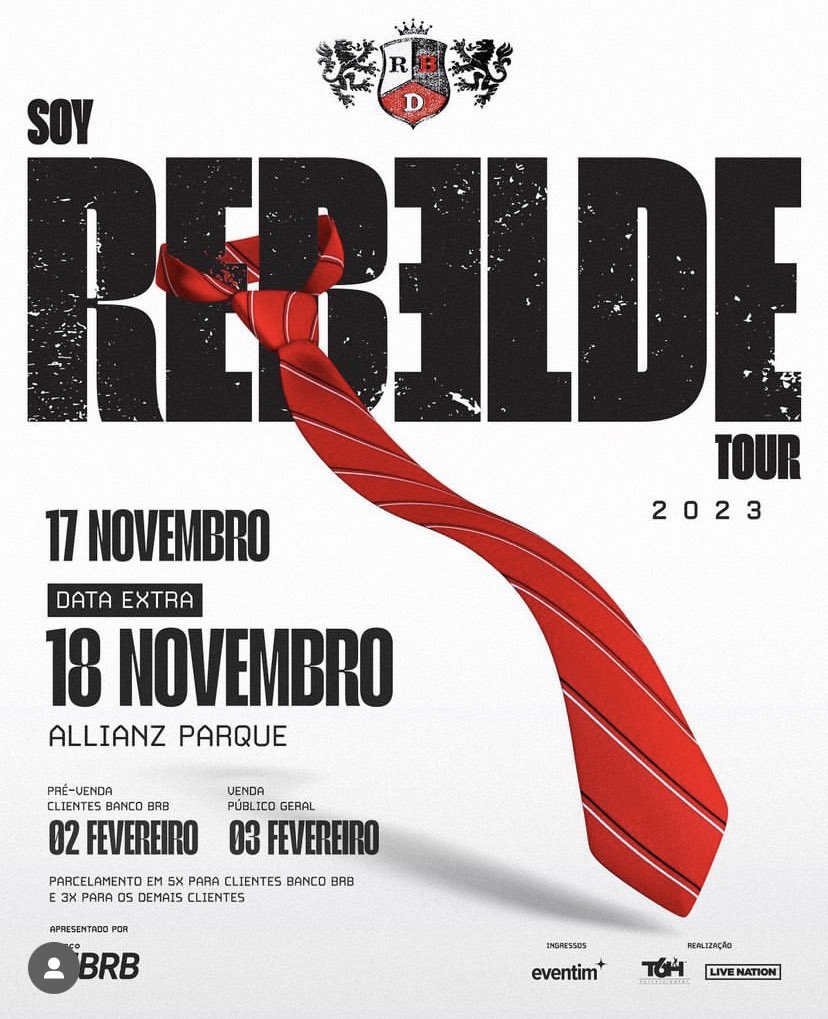 R B
D
SOY
REBELDE
TOUR
2023
17 NOVEMBRO
DATA EXTRA
18 NOVEMBRO
ALLIANZ PARQUE
PRÉ-VENDA
CLIENTES BANCO BRB
02 FEVEREIRO
VENDA
PÚBLICO GERAL
03 FEVEREIRO
PARCELAMENTO EM 5X PARA CLIENTES BANCO BRB
E 3X PARA OS DEMAIS CLIENTES
APRESENTADO POR
BRB
INGRESSOS
eventim
REALIZAÇÃO
T6H
LIVE NATION